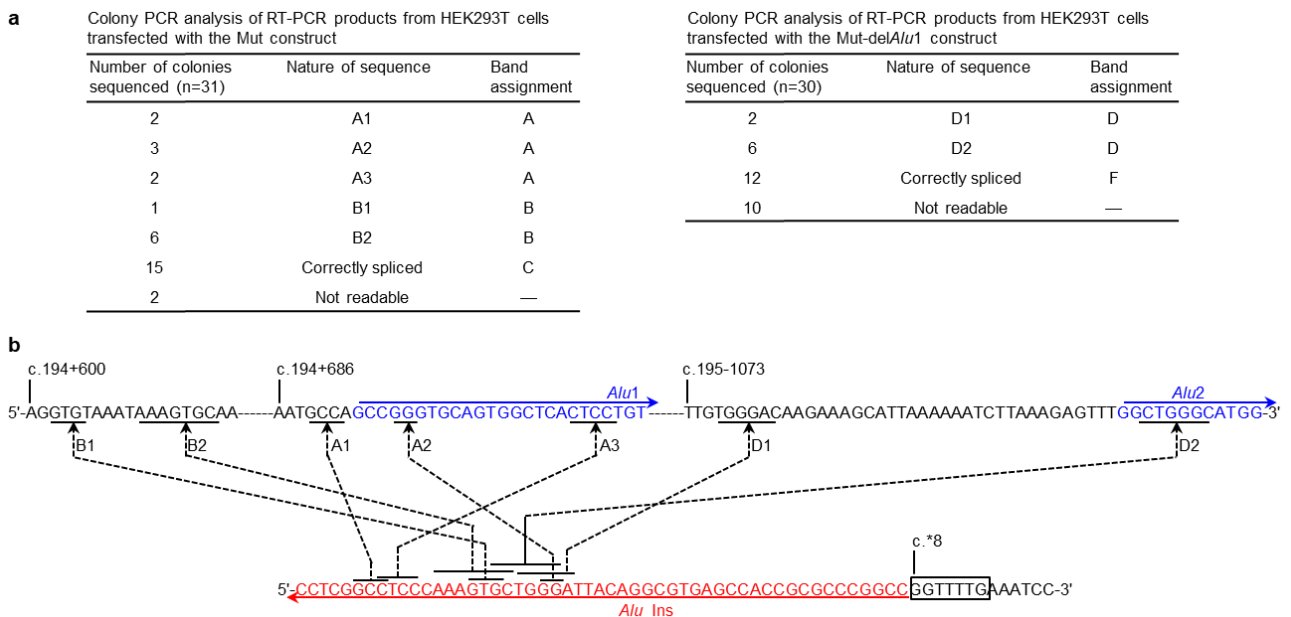 a
Colony PCR analysis of RT-PCR products from HEK293T cells
transfected with the Mut construct
Number of colonies Nature of sequence Band
sequenced (n=31) assignment
2 A1 A
3 A2 A
2 A3 A
1 B1 B
6 B2 B
15 Correctly spliced C
2 Not readable —
Colony PCR analysis of RT-PCR products from HEK293T cells
transfected with the Mut-delAlu1 construct
Number of colonies Nature of sequence Band
sequenced (n=30) assignment
2 D1 D
6 D2 D
12 Correctly spliced F
10 Not readable —
b
c.194+600 c.194+686 c.195-1073
Alu1 Alu2
5'-AGGTGTAAATAAAGTGCAA------AATGCCAGCCGGGTGCAGTGGCTCACTCCTGT------TTGTGGGACAAGAAAGCATTAAAAAATCTTAAAGAGTTTGGCTGGGCATGG-3'
B1 B2 A1 A2 A3 D1 D2
c.*8
5'-CCTCGGCCTCCCAAAGTGCTGGGATTACAGGCGTGAGCCACCGCGCCCGGCCGGTTTTGAAATCC-3'
Alu Ins